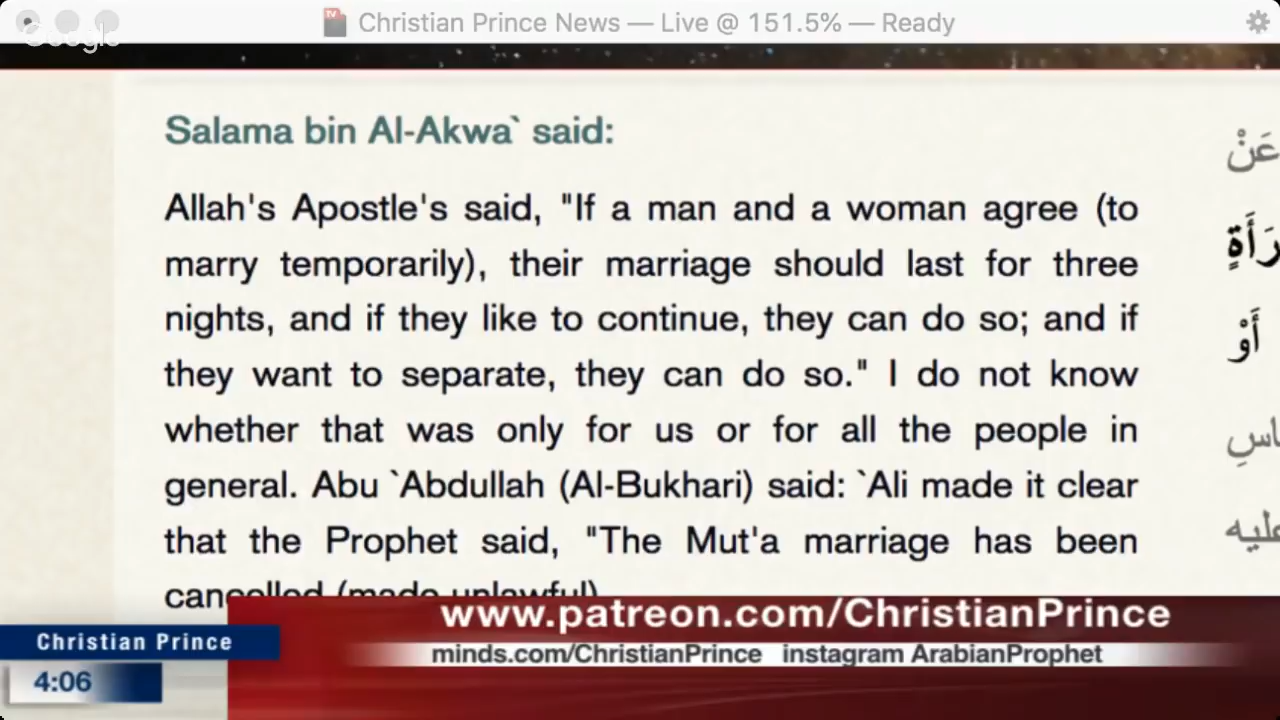 Christian Prince News — Live @ 151.5% — Ready
Google
Salama bin Al-Akwa` said:
Allah's Apostle's said, "If a man and a woman agree (to
marry temporarily), their marriage should last for three
nights, and if they like to continue, they can do so; and if
they want to separate, they can do so." I do not know
whether that was only for us or for all the people in
general. Abu `Abdullah (Al-Bukhari) said: `Ali made it clear
that the Prophet said, "The Mut'a marriage has been
cancelled (made unlawful)
عَنْ
أَوْ
عليه
www.patreon.com/ChristianPrince
Christian Prince
minds.com/ChristianPrince instagram ArabianProphet
4:06